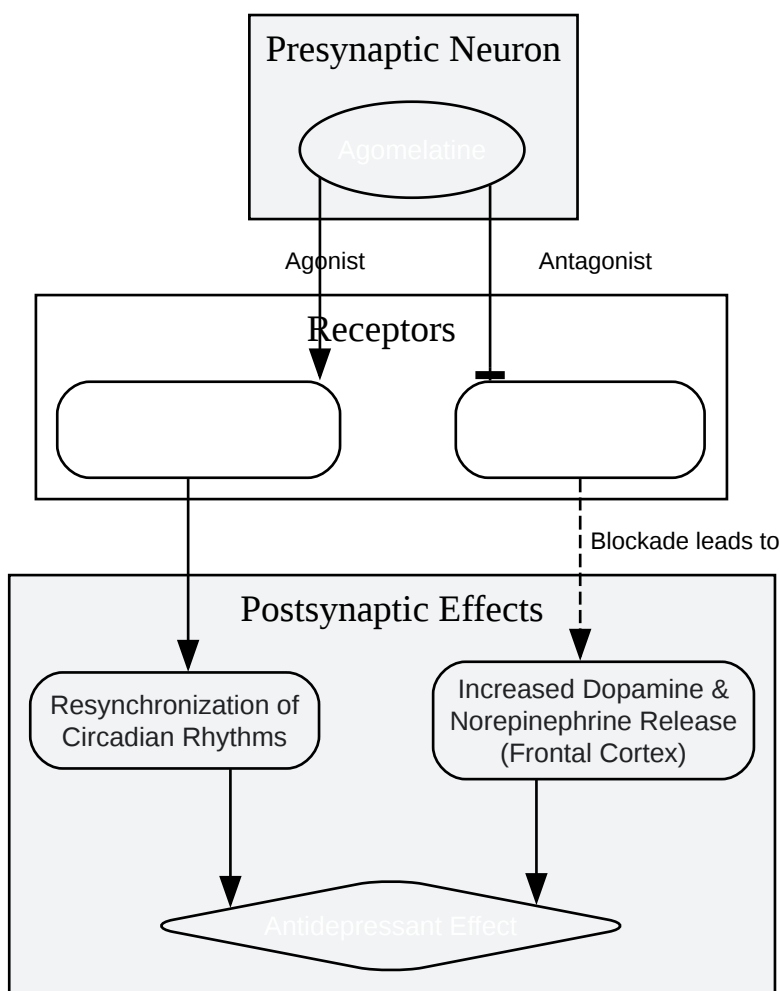 Presynaptic Neuron
Agomelatine
Agonist
Antagonist
Receptors
Blockade leads to
Postsynaptic Effects
Resynchronization of
Circadian Rhythms
Increased Dopamine &
Norepinephrine Release
(Frontal Cortex)
Antidepressant Effect